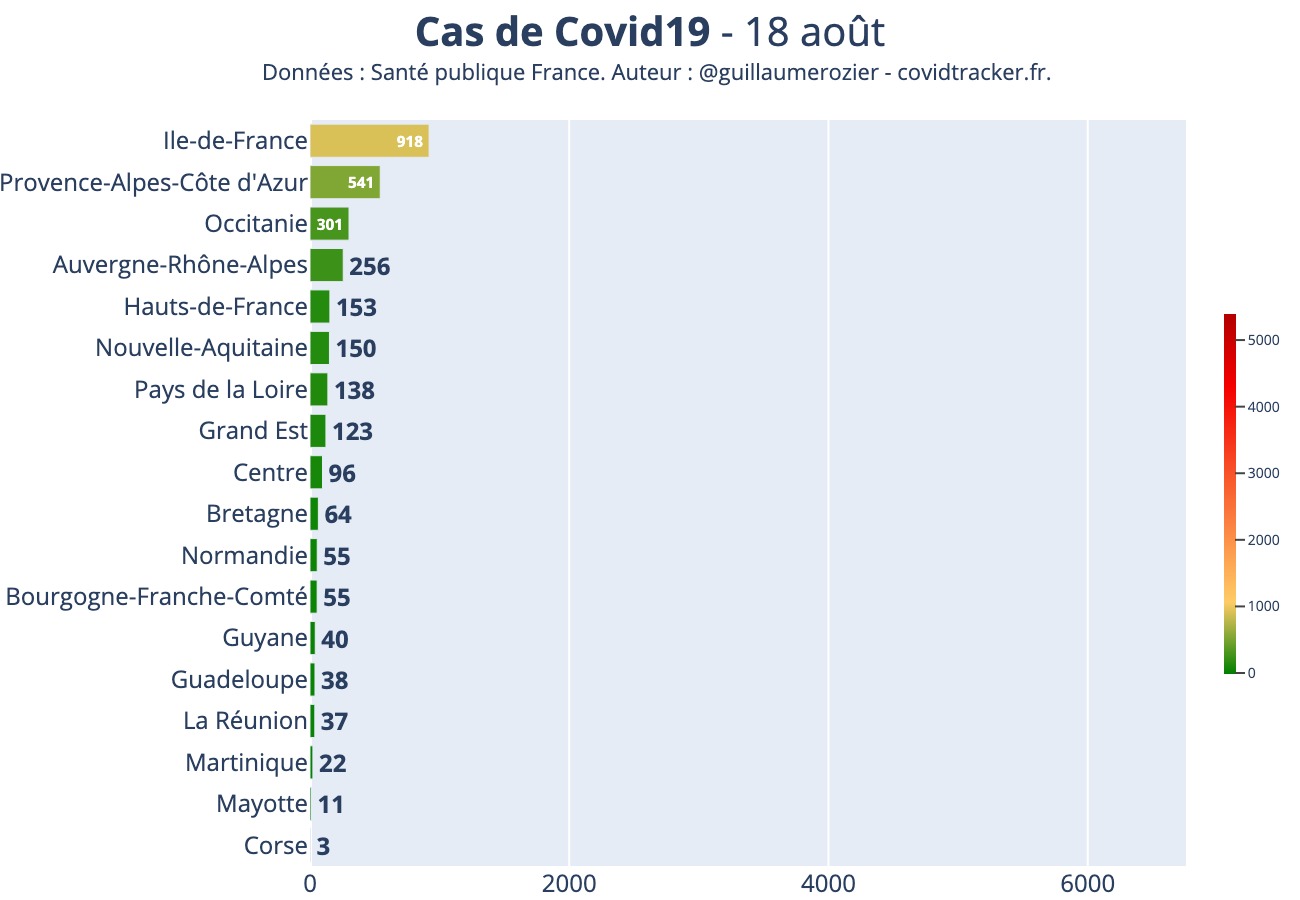 Cas de Covid19 - 18 août
Données : Santé publique France. Auteur : @guillaumerozier - covidtracker.fr.
Ile-de-France 918
Provence-Alpes-Côte d'Azur 541
Occitanie 301
Auvergne-Rhône-Alpes 256
Hauts-de-France 153
Nouvelle-Aquitaine 150
Pays de la Loire 138
Grand Est 123
Centre 96
Bretagne 64
Normandie 55
Bourgogne-Franche-Comté 55
Guyane 40
Guadeloupe 38
La Réunion 37
Martinique 22
Mayotte 11
Corse 3
0 2000 4000 6000
5000
4000
3000
2000
1000
0